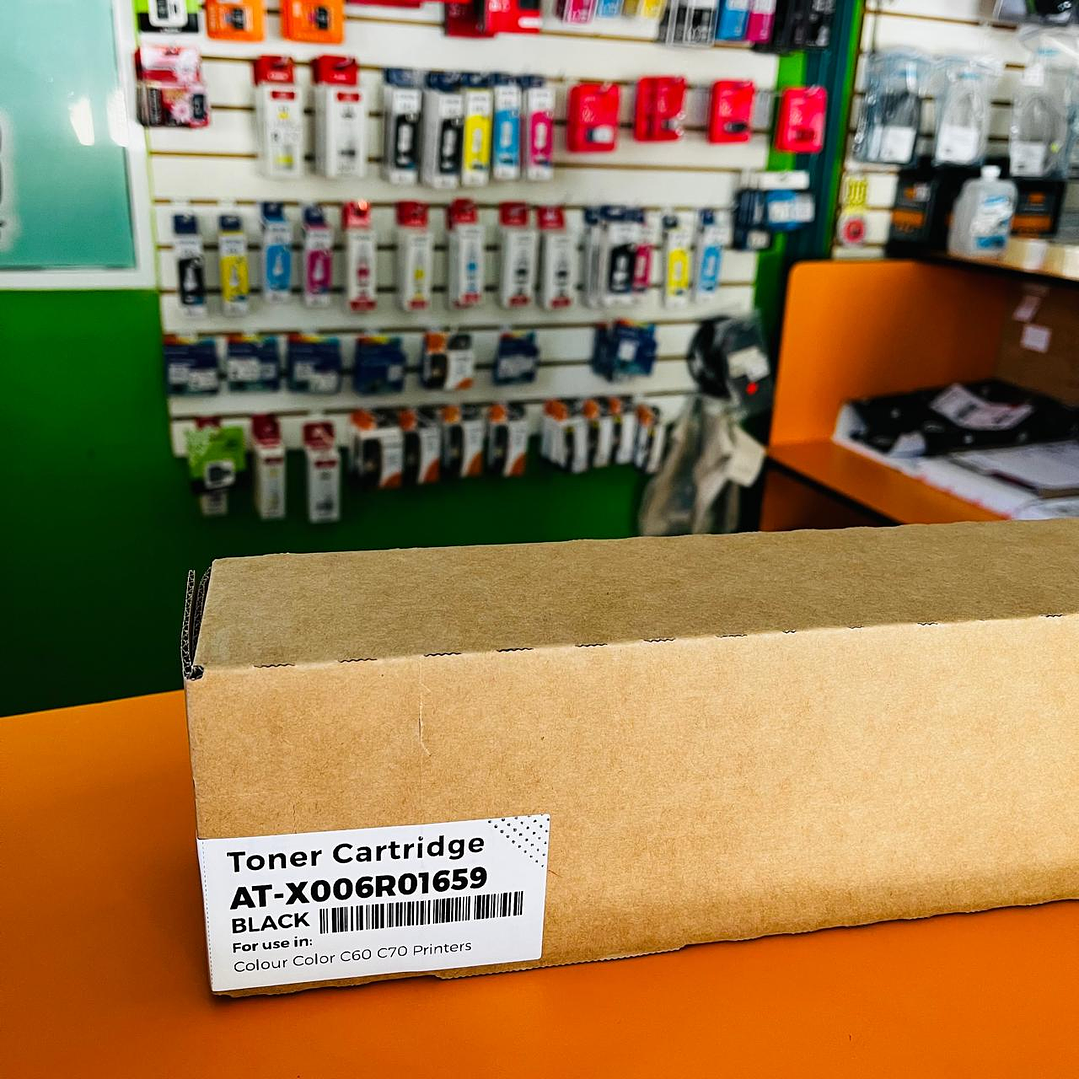 Toner Cartridge
AT-X006R01659
BLACK
For use in:
Colour Color C60 C70 Printers